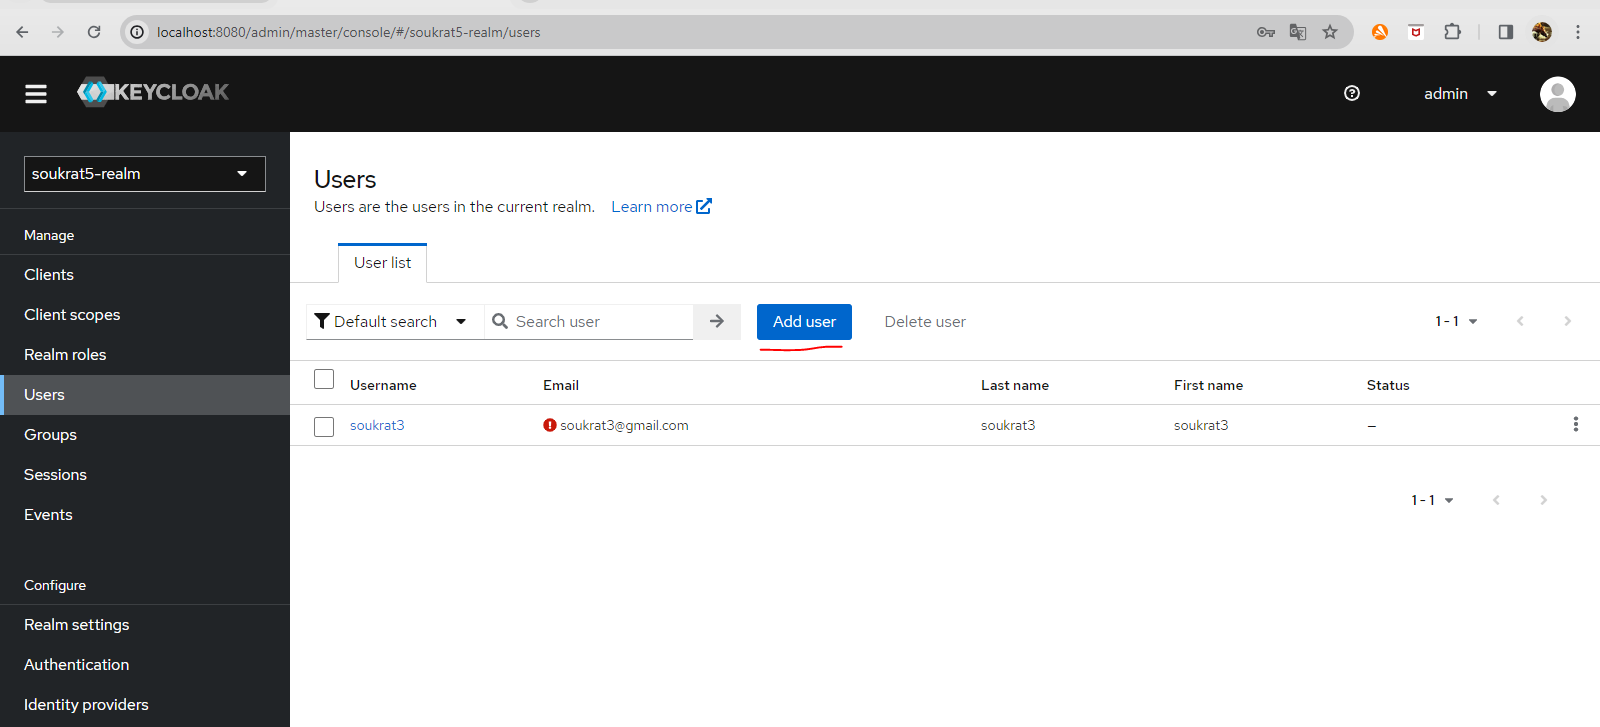 localhost:8080/admin/master/console/#/soukrat5-realm/users
KEYCLOAK
admin
soukrat5-realm
Manage
Clients
Client scopes
Realm roles
Users
Groups
Sessions
Events
Configure
Realm settings
Authentication
Identity providers
Users
Users are the users in the current realm. Learn more
User list
Default search Search user Add user Delete user 1 - 1
Username Email Last name First name Status
soukrat3 soukrat3@gmail.com soukrat3 soukrat3 –
1 - 1